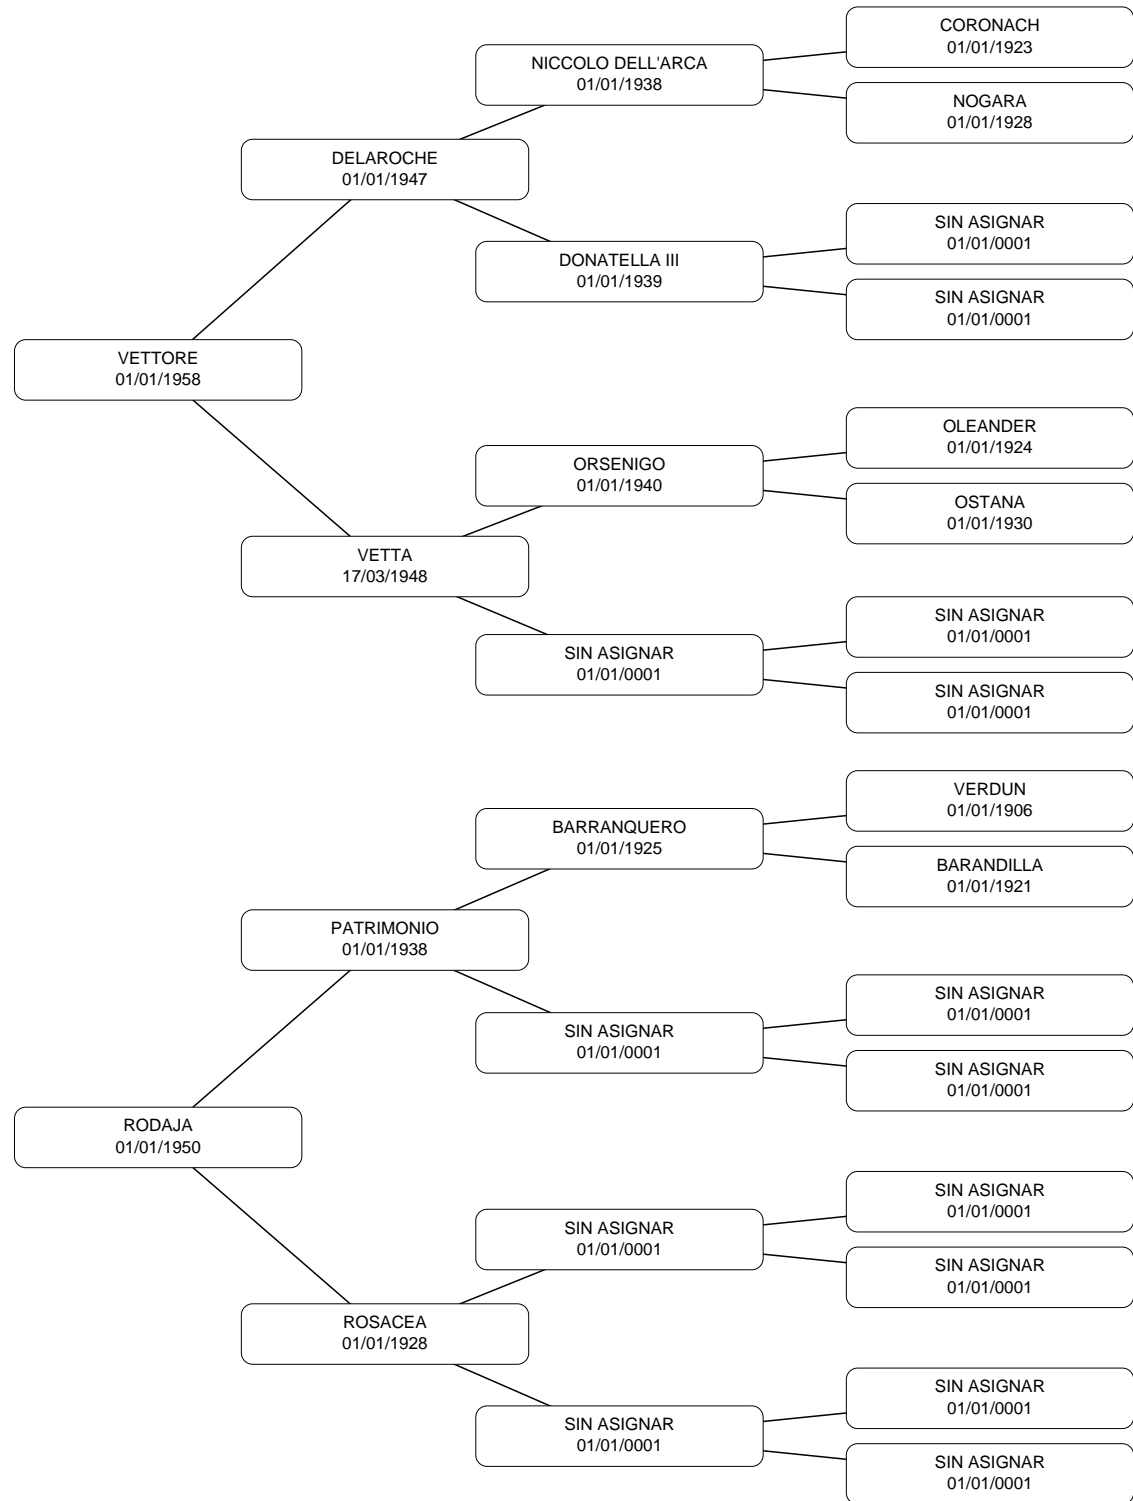 CORONACH
01/01/1923
NICCOLO DELL'ARCA
01/01/1938
NOGARA
01/01/1928
DELAROCHE
01/01/1947
SIN ASIGNAR
01/01/0001
DONATELLA III
01/01/1939
SIN ASIGNAR
01/01/0001
VETTORE
01/01/1958
OLEANDER
01/01/1924
ORSENIGO
01/01/1940
OSTANA
01/01/1930
VETTA
17/03/1948
SIN ASIGNAR
01/01/0001
SIN ASIGNAR
01/01/0001
SIN ASIGNAR
01/01/0001
VERDUN
01/01/1906
BARRANQUERO
01/01/1925
BARANDILLA
01/01/1921
PATRIMONIO
01/01/1938
SIN ASIGNAR
01/01/0001
SIN ASIGNAR
01/01/0001
SIN ASIGNAR
01/01/0001
RODAJA
01/01/1950
SIN ASIGNAR
01/01/0001
SIN ASIGNAR
01/01/0001
SIN ASIGNAR
01/01/0001
ROSACEA
01/01/1928
SIN ASIGNAR
01/01/0001
SIN ASIGNAR
01/01/0001
SIN ASIGNAR
01/01/0001